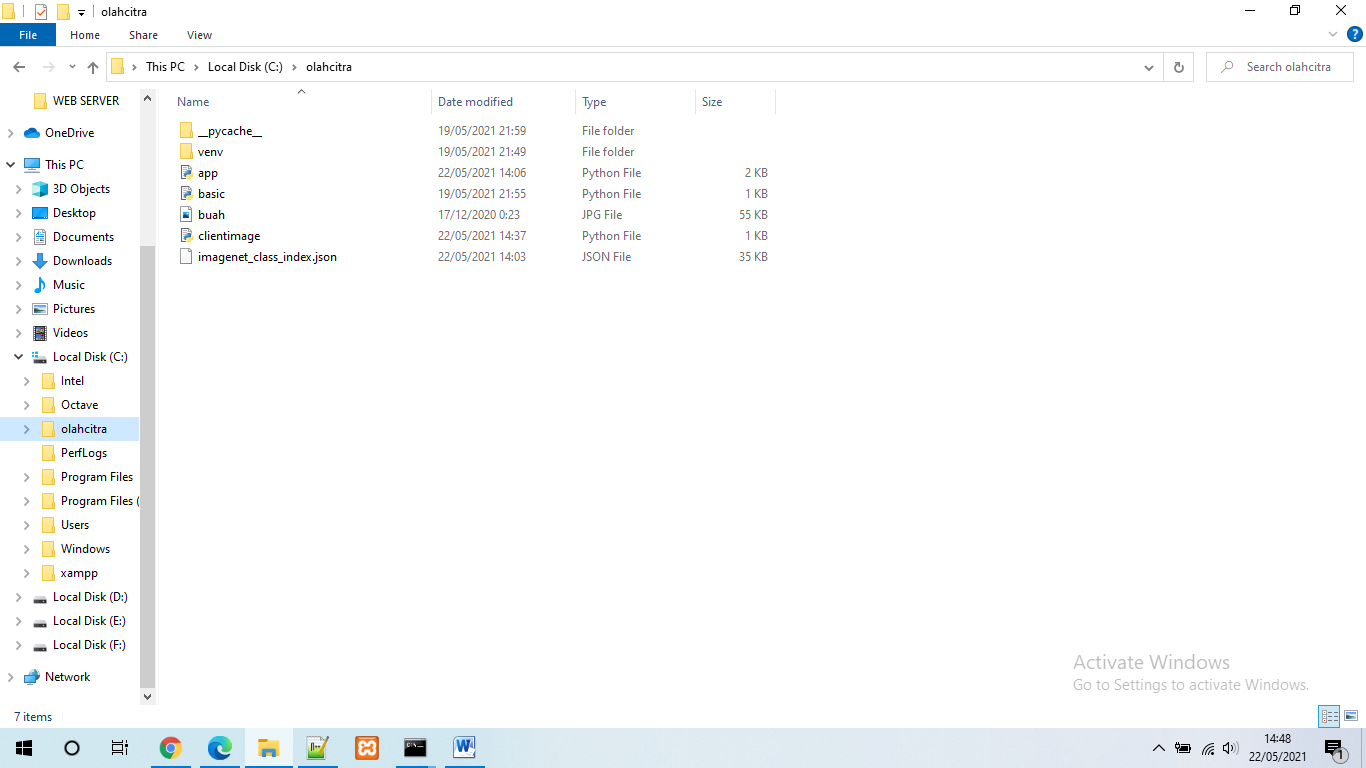 olahcitra
File Home Share View
This PC Local Disk (C:) olahcitra
Search olahcitra
WEB SERVER
OneDrive
This PC
3D Objects
Desktop
Documents
Downloads
Music
Pictures
Videos
Local Disk (C:)
Intel
Octave
olahcitra
PerfLogs
Program Files
Program Files (
Users
Windows
xampp
Local Disk (D:)
Local Disk (E:)
Local Disk (F:)
Network
Name Date modified Type Size
__pycache__ 19/05/2021 21:59 File folder
venv 19/05/2021 21:49 File folder
app 22/05/2021 14:06 Python File 2 KB
basic 19/05/2021 21:55 Python File 1 KB
buah 17/12/2020 0:23 JPG File 55 KB
clientimage 22/05/2021 14:37 Python File 1 KB
imagenet_class_index.json 22/05/2021 14:03 JSON File 35 KB
Activate Windows
Go to Settings to activate Windows.
7 items
14:48
22/05/2021
1